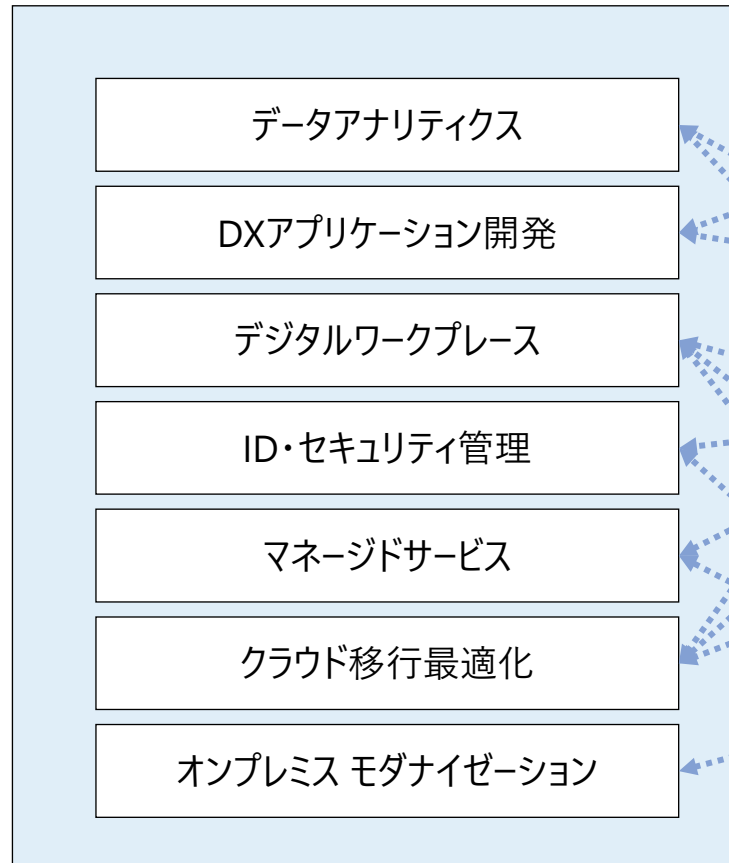 データアナリティクス
DXアプリケーション開発
デジタルワークプレース
ID・セキュリティ管理
マネージドサービス
クラウド移行最適化
オンプレミス モダナイゼーション